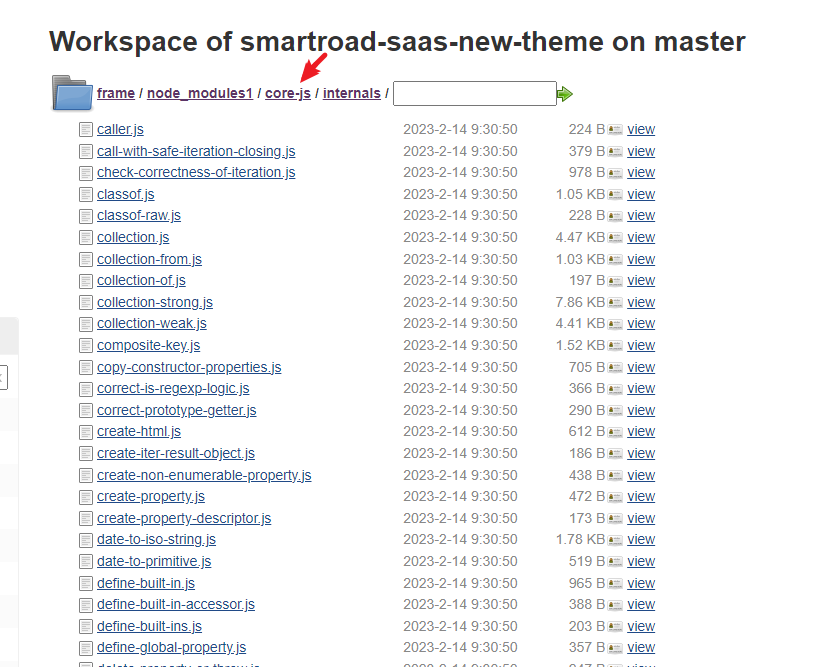 Workspace of smartroad-saas-new-theme on master
frame / node_modules1 / core-js / internals /
caller.js 2023-2-14 9:30:50 224 B view
call-with-safe-iteration-closing.js 2023-2-14 9:30:50 379 B view
check-correctness-of-iteration.js 2023-2-14 9:30:50 978 B view
classof.js 2023-2-14 9:30:50 1.05 KB view
classof-raw.js 2023-2-14 9:30:50 228 B view
collection.js 2023-2-14 9:30:50 4.47 KB view
collection-from.js 2023-2-14 9:30:50 1.03 KB view
collection-of.js 2023-2-14 9:30:50 197 B view
collection-strong.js 2023-2-14 9:30:50 7.86 KB view
collection-weak.js 2023-2-14 9:30:50 4.41 KB view
composite-key.js 2023-2-14 9:30:50 1.52 KB view
copy-constructor-properties.js 2023-2-14 9:30:50 705 B view
correct-is-regexp-logic.js 2023-2-14 9:30:50 366 B view
correct-prototype-getter.js 2023-2-14 9:30:50 290 B view
create-html.js 2023-2-14 9:30:50 612 B view
create-iter-result-object.js 2023-2-14 9:30:50 186 B view
create-non-enumerable-property.js 2023-2-14 9:30:50 438 B view
create-property.js 2023-2-14 9:30:50 472 B view
create-property-descriptor.js 2023-2-14 9:30:50 173 B view
date-to-iso-string.js 2023-2-14 9:30:50 1.78 KB view
date-to-primitive.js 2023-2-14 9:30:50 519 B view
define-built-in.js 2023-2-14 9:30:50 965 B view
define-built-in-accessor.js 2023-2-14 9:30:50 388 B view
define-built-ins.js 2023-2-14 9:30:50 203 B view
define-global-property.js 2023-2-14 9:30:50 357 B view